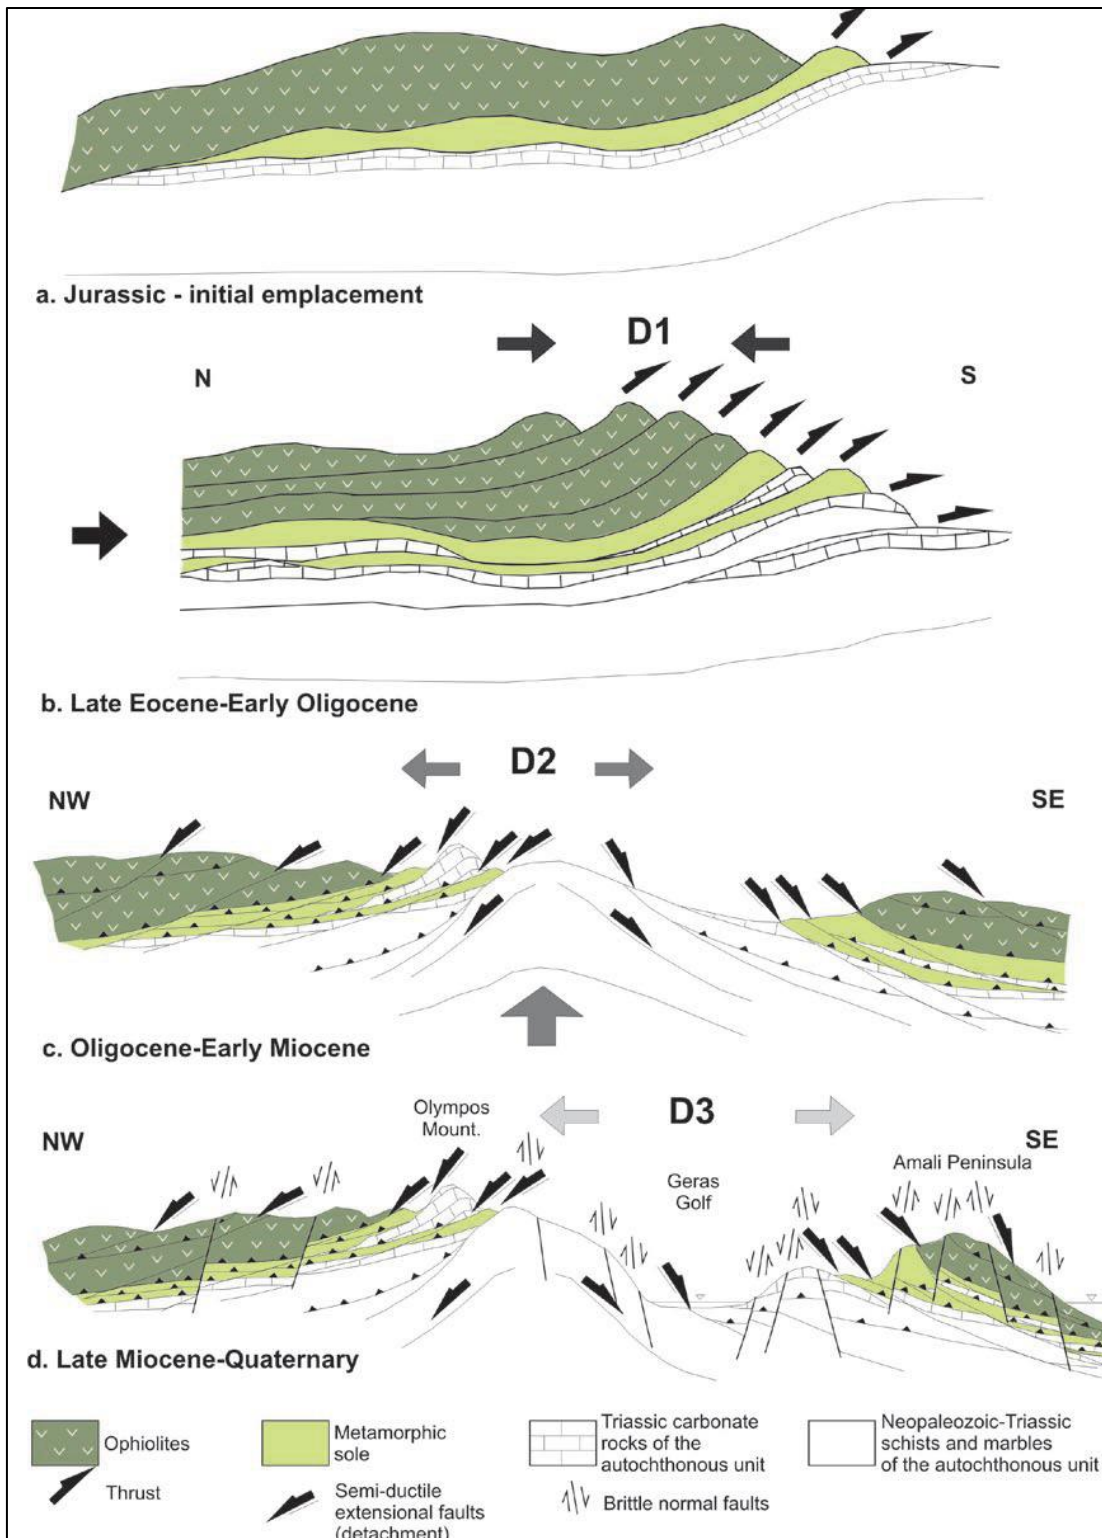 a. Jurassic - initial emplacement
D1
N
S
b. Late Eocene-Early Oligocene
D2
NW
SE
c. Oligocene-Early Miocene
Olympos
Mount.
D3
NW
SE
Amali Peninsula
Geras
Golf
d. Late Miocene-Quaternary
Ophiolites
Metamorphic
sole
Triassic carbonate
rocks of the
autochthonous unit
Neopaleozoic-Triassic
schists and marbles
of the autochthonous unit
Thrust
Semi-ductile
extensional faults
(detachment)
Brittle normal faults